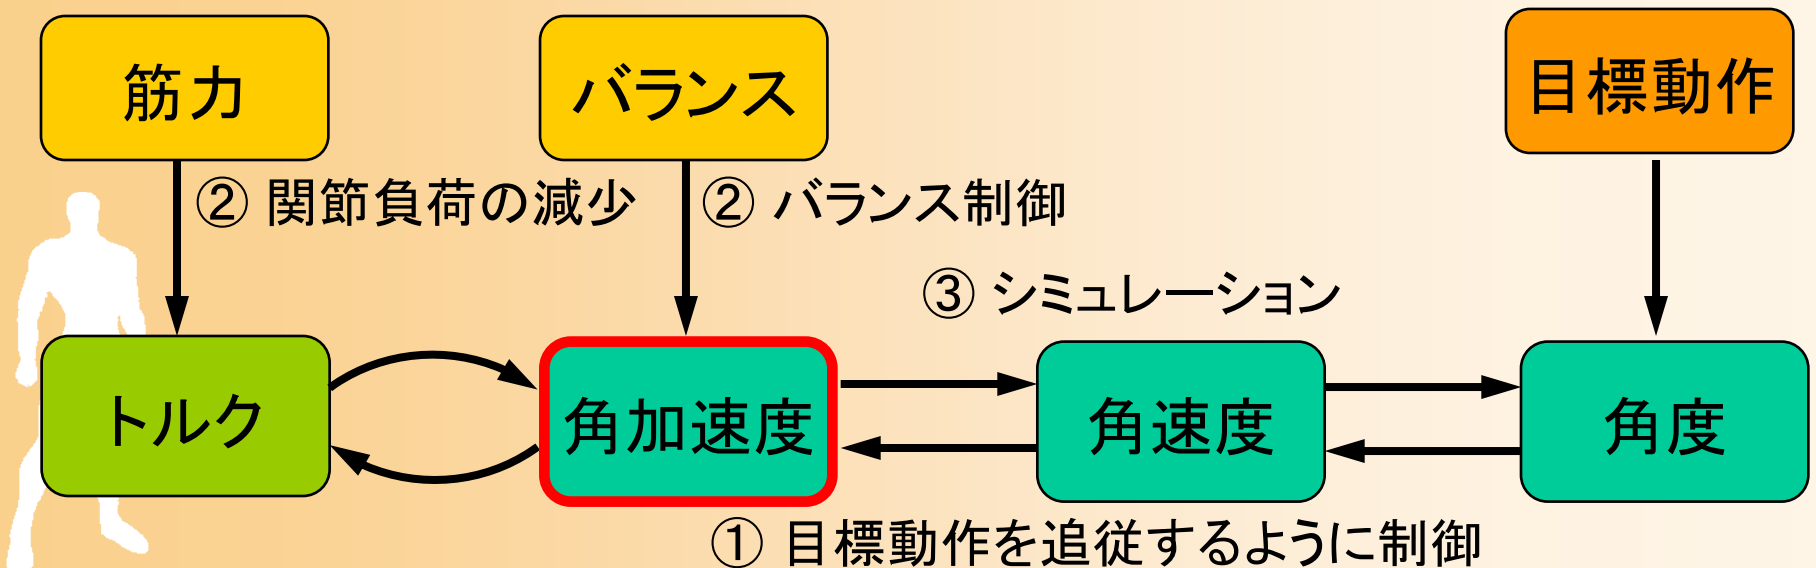 筋力
バランス
目標動作
② 関節負荷の減少
② バランス制御
③ シミュレーション
トルク
角加速度
角速度
角度
① 目標動作を追従するように制御